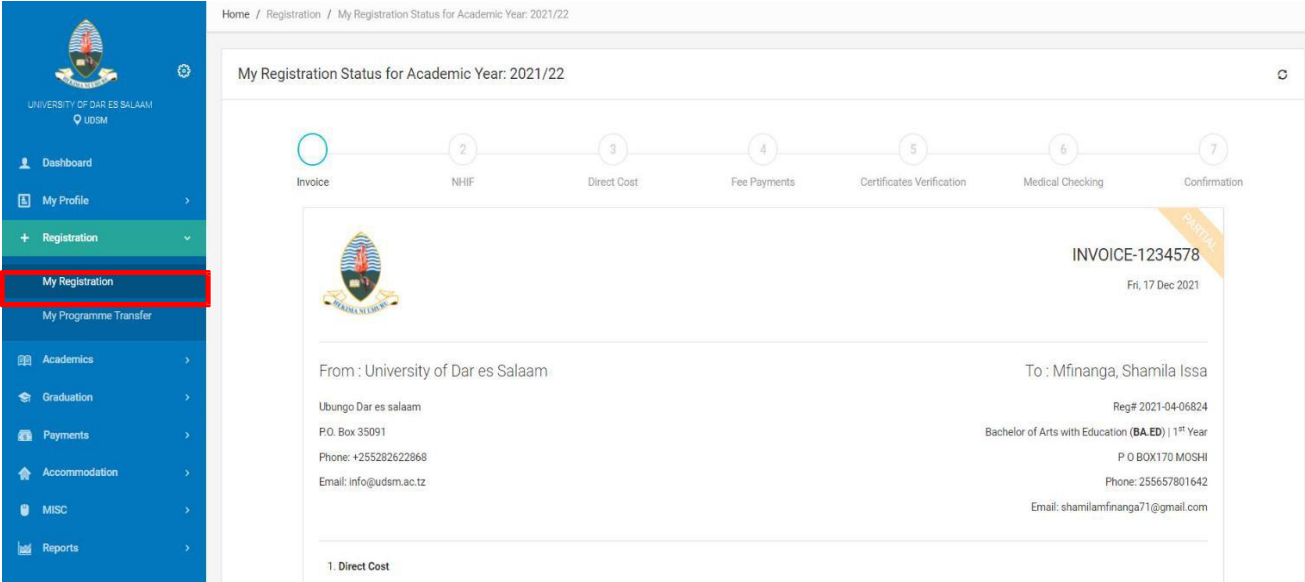 Home / Registration / My Registration Status for Academic Year: 2021/22
UNIVERSITY OF DAR ES SALAAM
UDSM
Dashboard
My Profile
Registration
My Registration
My Programme Transfer
Academics
Graduation
Payments
Accommodation
MISC
Reports
My Registration Status for Academic Year: 2021/22
2 3 4 5 6 7
Invoice NHIF Direct Cost Fee Payments Certificates Verification Medical Checking Confirmation
PARTIAL
HEKIMA NI UHURU
INVOICE-1234578
Fri, 17 Dec 2021
From : University of Dar es Salaam
Ubungo Dar es salaam
P.O. Box 35091
Phone: +255282622868
Email: info@udsm.ac.tz
To : Mfinanga, Shamila Issa
Reg# 2021-04-06824
Bachelor of Arts with Education (BA.ED) | 1st Year
P O BOX170 MOSHI
Phone: 255657801642
Email: shamilamfinanga71@gmail.com
1. Direct Cost